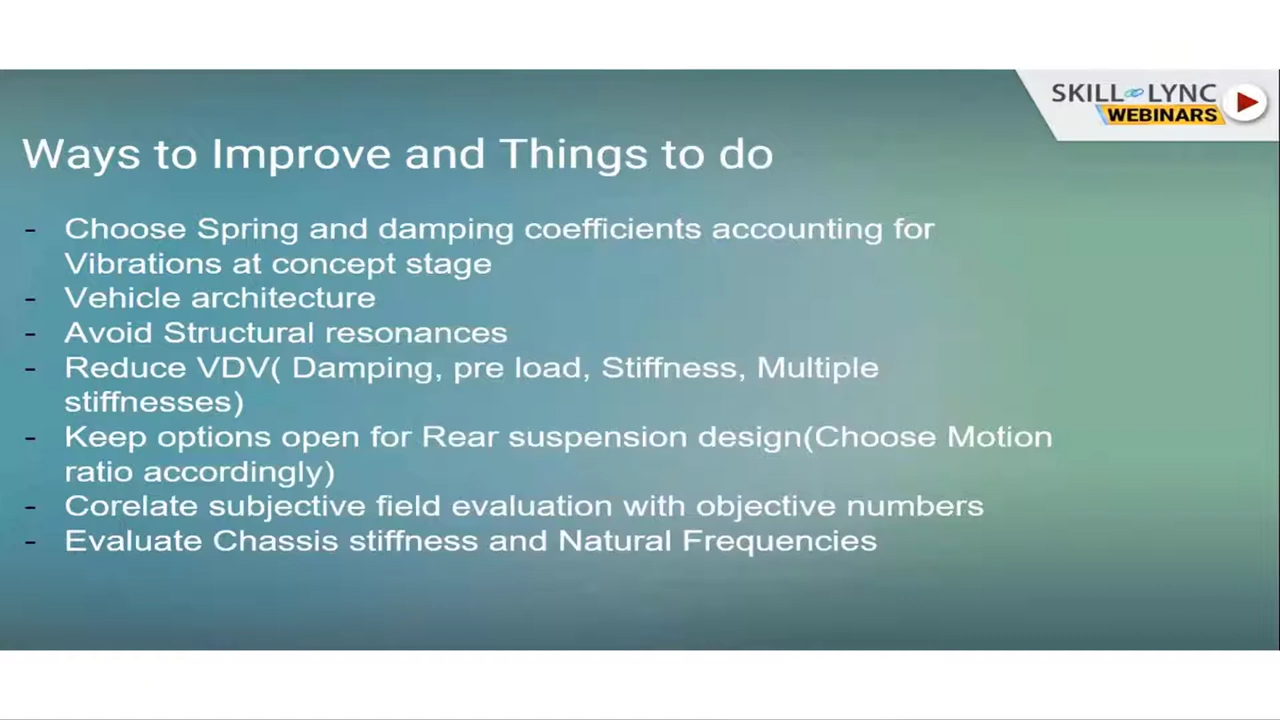 SKILL LYNC
WEBINARS
Ways to Improve and Things to do
- Choose Spring and damping coefficients accounting for
Vibrations at concept stage
- Vehicle architecture
- Avoid Structural resonances
- Reduce VDV( Damping, pre load, Stiffness, Multiple
stiffnesses)
- Keep options open for Rear suspension design(Choose Motion
ratio accordingly)
- Corelate subjective field evaluation with objective numbers
- Evaluate Chassis stiffness and Natural Frequencies